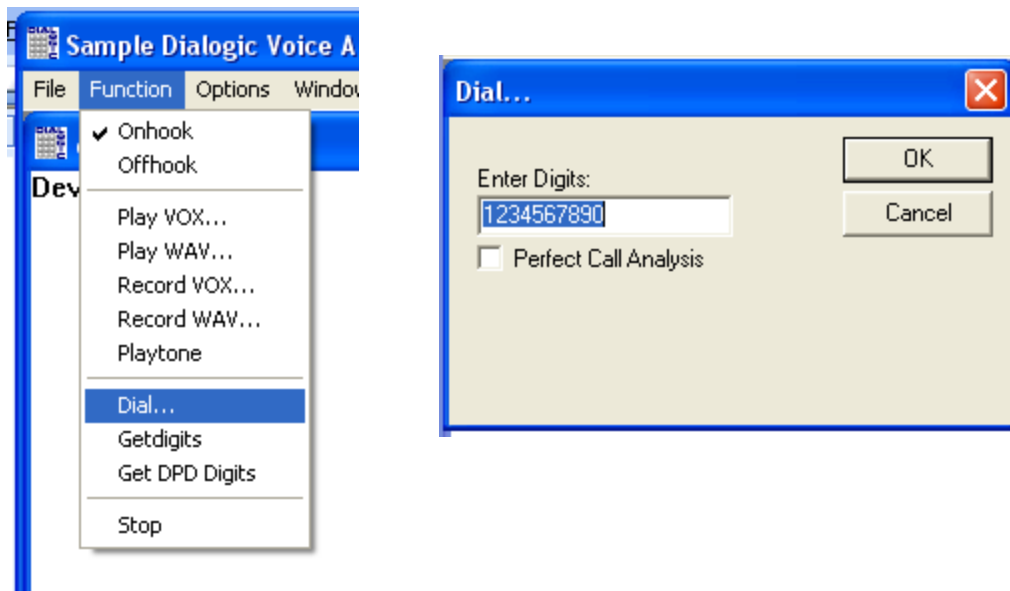 Sample Dialogic Voice A
File Function Options Window
Onhook
Offhook
Dev
Play VOX...
Play WAV...
Record VOX...
Record WAV...
Playtone
Dial...
Getdigits
Get DPD Digits
Stop
Dial...
Enter Digits:
1234567890
Perfect Call Analysis
OK
Cancel